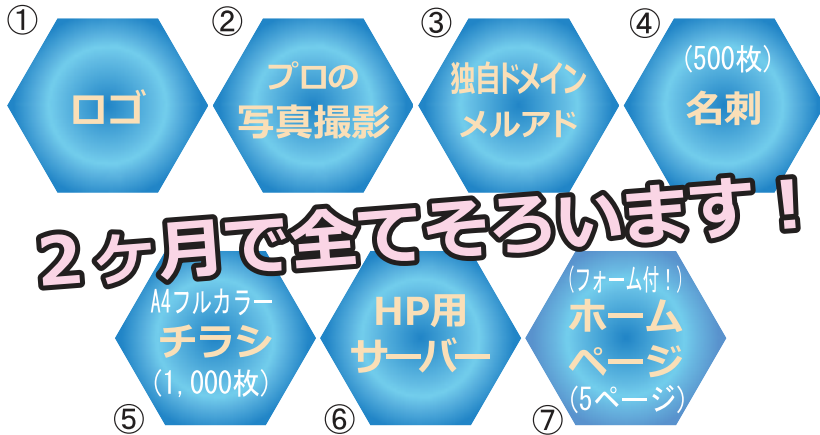 ①
ロゴ
②
プロの
写真撮影
③
独自ドメイン
メルアド
④
(500枚)
名刺
2ヶ月で全てそろいます！
A4フルカラー
チラシ
(1,000枚)
⑤
HP用
サーバー
⑥
(フォーム付！)
ホーム
ページ
(5ページ)
⑦